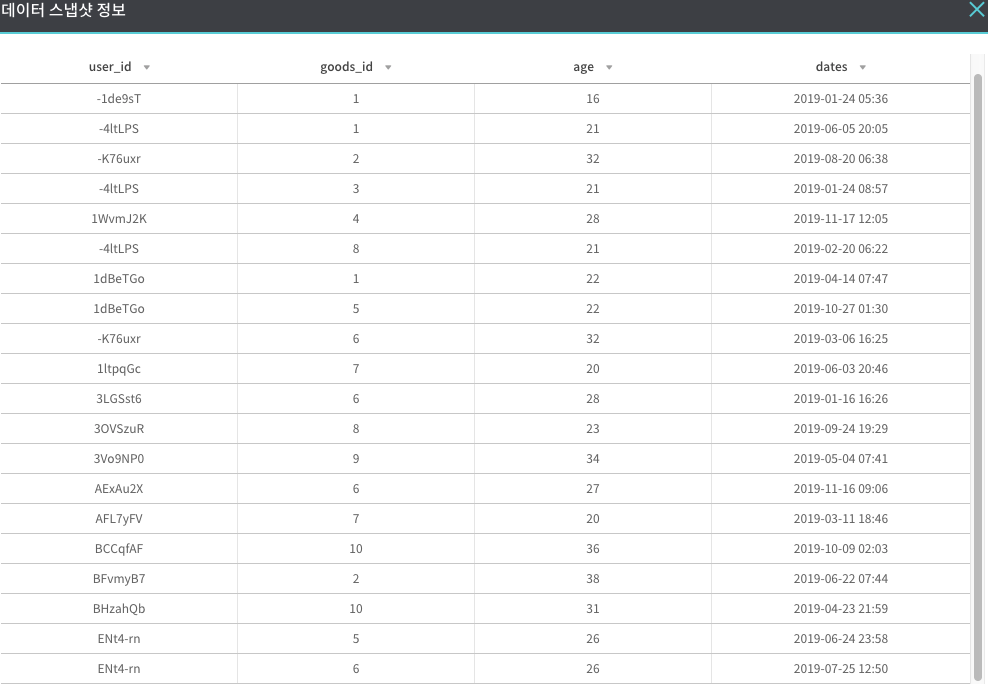 데이터 스냅샷 정보
user_id goods_id age dates
-1de9sT 1 16 2019-01-24 05:36
-4ltLPS 1 21 2019-06-05 20:05
-K76uxr 2 32 2019-08-20 06:38
-4ltLPS 3 21 2019-01-24 08:57
1WvmJ2K 4 28 2019-11-17 12:05
-4ltLPS 8 21 2019-02-20 06:22
1dBeTGo 1 22 2019-04-14 07:47
1dBeTGo 5 22 2019-10-27 01:30
-K76uxr 6 32 2019-03-06 16:25
1ltpqGc 7 20 2019-06-03 20:46
3LGSst6 6 28 2019-01-16 16:26
3OVSzuR 8 23 2019-09-24 19:29
3Vo9NP0 9 34 2019-05-04 07:41
AExAu2X 6 27 2019-11-16 09:06
AFL7yFV 7 20 2019-03-11 18:46
BCCqfAF 10 36 2019-10-09 02:03
BFvmyB7 2 38 2019-06-22 07:44
BHzahQb 10 31 2019-04-23 21:59
ENt4-rn 5 26 2019-06-24 23:58
ENt4-rn 6 26 2019-07-25 12:50